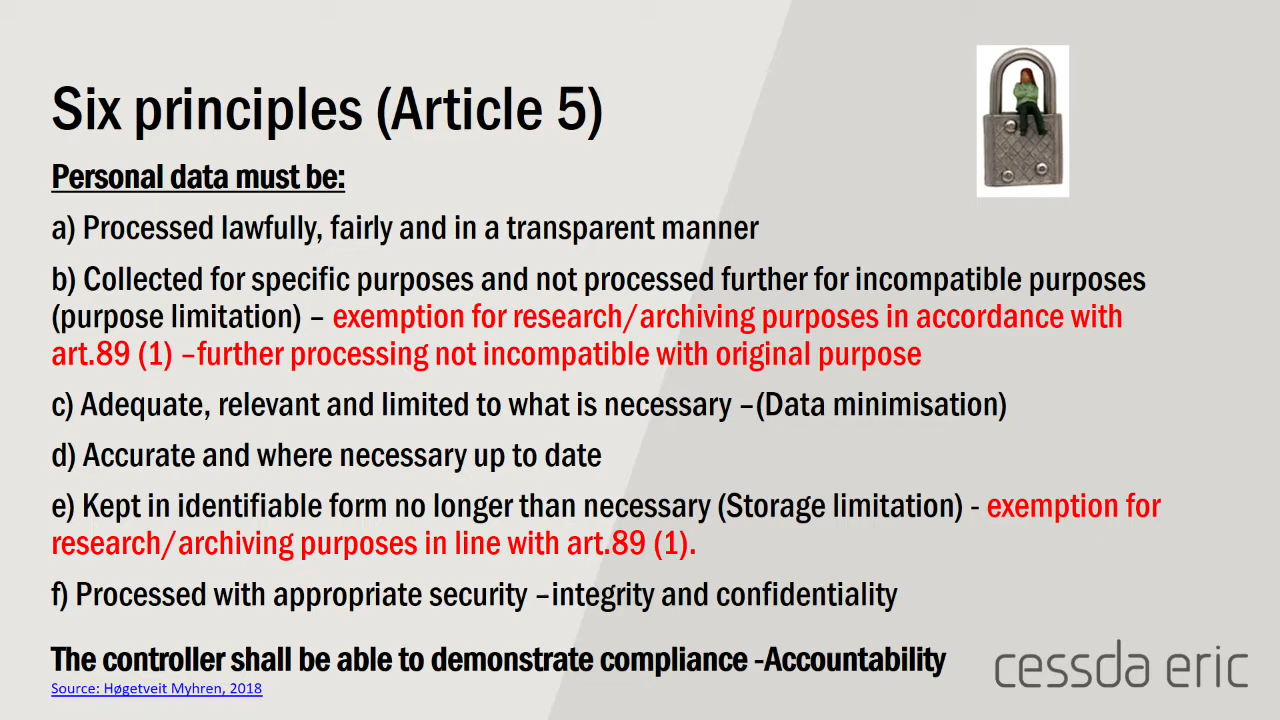 Six principles (Article 5)
Personal data must be:
a) Processed lawfully, fairly and in a transparent manner
b) Collected for specific purposes and not processed further for incompatible purposes
(purpose limitation) – exemption for research/archiving purposes in accordance with
art.89 (1) –further processing not incompatible with original purpose
c) Adequate, relevant and limited to what is necessary –(Data minimisation)
d) Accurate and where necessary up to date
e) Kept in identifiable form no longer than necessary (Storage limitation) - exemption for
research/archiving purposes in line with art.89 (1).
f) Processed with appropriate security –integrity and confidentiality
The controller shall be able to demonstrate compliance -Accountability
Source: Høgetveit Myhren, 2018
cessda eric